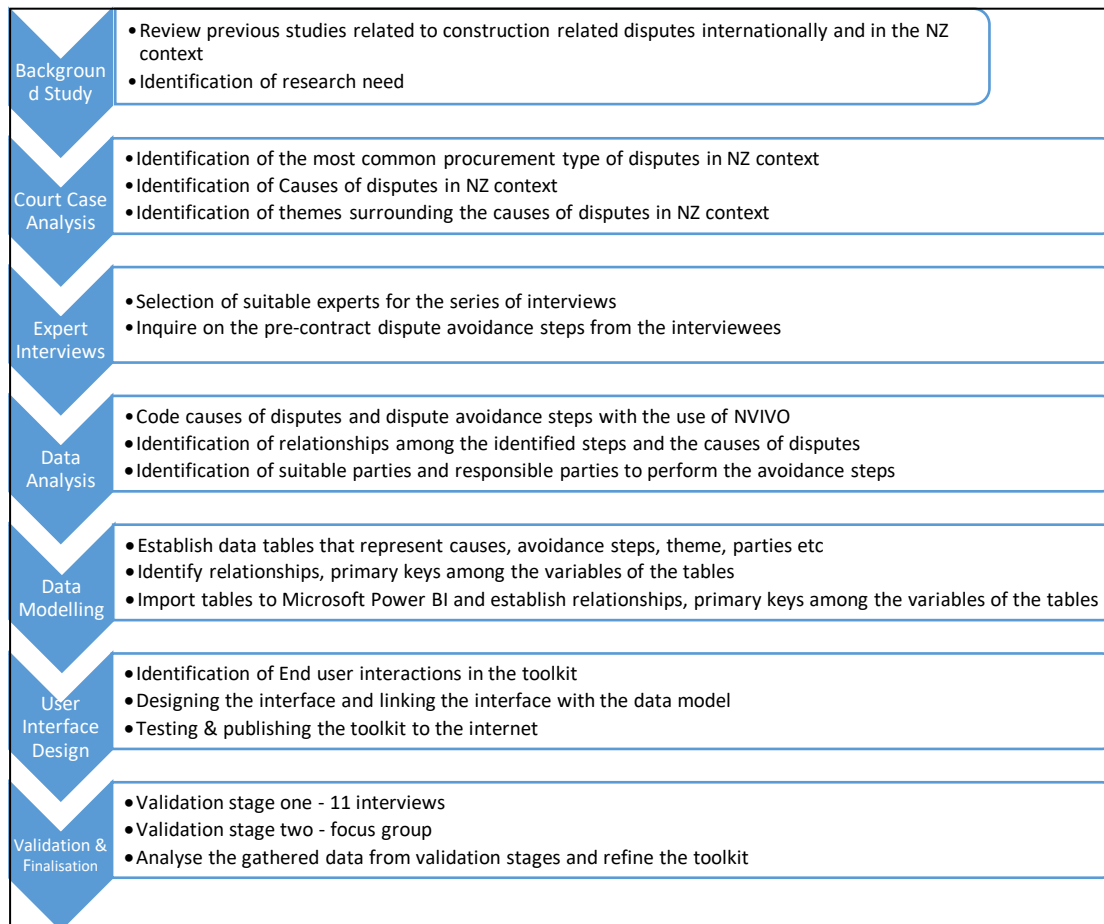 Backgroun
d Study
•Review previous studies related to construction related disputes internationally and in the NZ
context
•Identification of research need
Court Case
Analysis
•Identification of the most common procurement type of disputes in NZ context
•Identification of Causes of disputes in NZ context
•Identification of themes surrounding the causes of disputes in NZ context
Expert
Interviews
•Selection of suitable experts for the series of interviews
•Inquire on the pre-contract dispute avoidance steps from the interviewees
Data
Analysis
•Code causes of disputes and dispute avoidance steps with the use of NVIVO
•Identification of relationships among the identified steps and the causes of disputes
•Identification of suitable parties and responsible parties to perform the avoidance steps
Data
Modelling
•Establish data tables that represent causes, avoidance steps, theme, parties etc
•Identify relationships, primary keys among the variables of the tables
•Import tables to Microsoft Power BI and establish relationships, primary keys among the variables of the tables
User
Interface
Design
•Identification of End user interactions in the toolkit
•Designing the interface and linking the interface with the data model
•Testing & publishing the toolkit to the internet
Validation &
Finalisation
•Validation stage one - 11 interviews
•Validation stage two - focus group
•Analyse the gathered data from validation stages and refine the toolkit